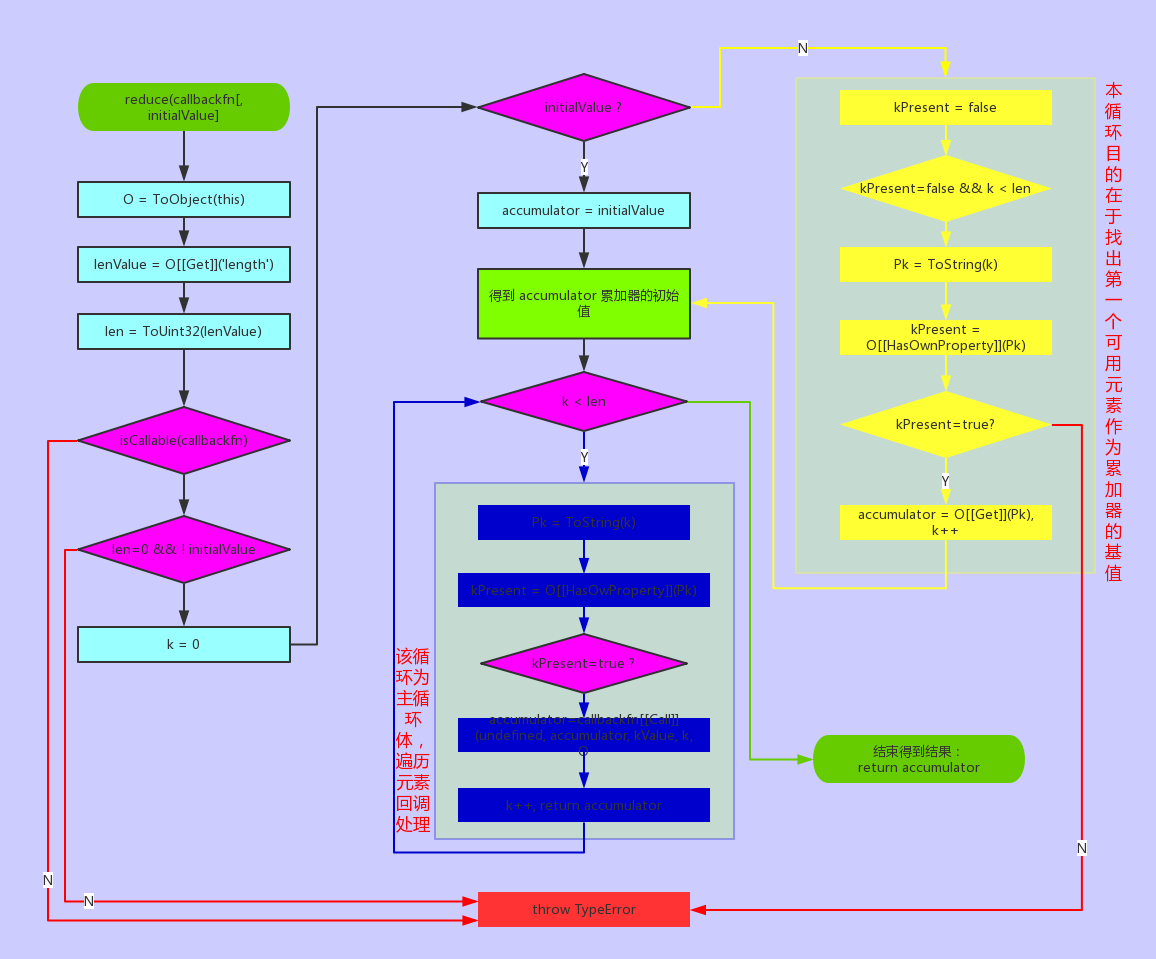 reduce(callbackfn[,
initialValue]
O = ToObject(this)
lenValue = O[[Get]]('length')
len = ToUint32(lenValue)
isCallable(callbackfn)
len=0 && ! initialValue
k = 0
N
N
initialValue ?
N
Y
accumulator = initialValue
得到 accumulator 累加器的初始
值
k < len
Y
Pk = ToString(k)
kPresent = O[[HasOwProperty]](Pk)
kPresent=true ?
accumulator=callbackfn[[Call]]
(undefined, accumulator, kValue, k,
O
k++, return accumulator
该循
环为
主循
环
体，
遍历
元素
回调
处理
throw TypeError
kPresent = false
kPresent=false && k < len
Pk = ToString(k)
kPresent =
O[[HasOwnProperty]](Pk)
kPresent=true?
Y
accumulator = O[[Get]](Pk),
k++
本
循
环
目
的
在
于
找
出
第
一
个
可
用
元
素
作
为
累
加
器
的
基
值
结束得到结果：
return accumulator
N